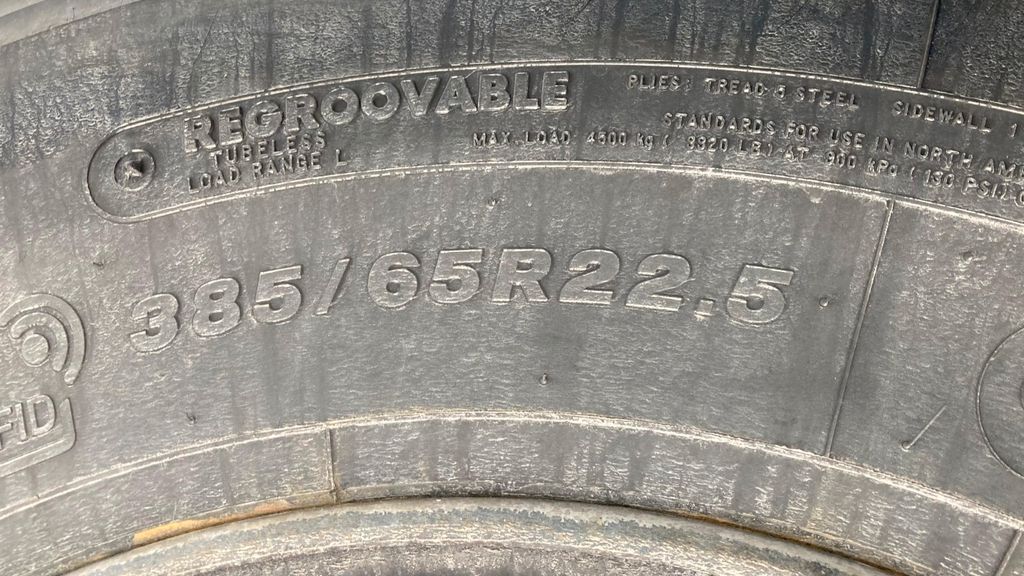 REGROOVABLE
TUBELESS
LOAD RANGE L
PLIES: TREAD 5 STEEL SIDEWALL 1
STANDARDS FOR USE IN NORTH
MAX. LOAD 4500 kg ( 9920 LB.) AT 900 kPa ( 130 PSI)
385/65R22.5
FID